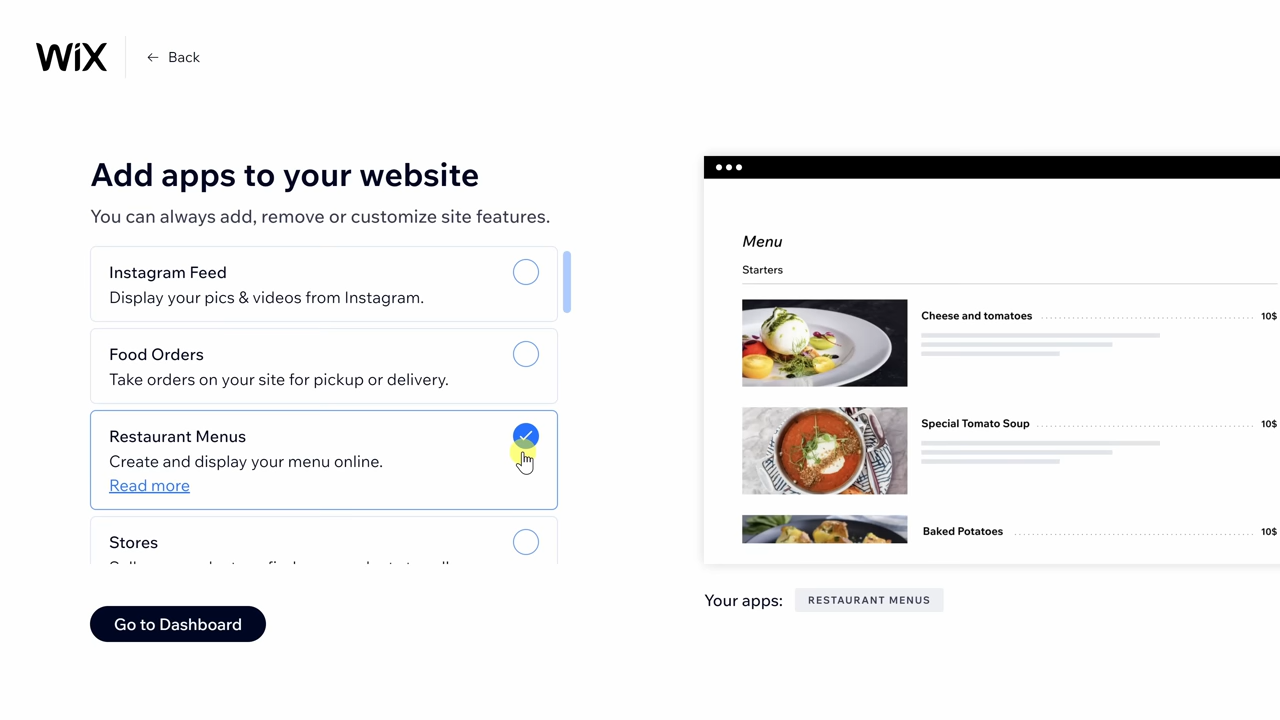 WiX
← Back
Add apps to your website
You can always add, remove or customize site features.
Instagram Feed
Display your pics & videos from Instagram.
Food Orders
Take orders on your site for pickup or delivery.
Restaurant Menus
Create and display your menu online.
Read more
Stores
Go to Dashboard
Menu
Starters
Cheese and tomatoes 10$
Special Tomato Soup 10$
Baked Potatoes 10$
Your apps: RESTAURANT MENUS